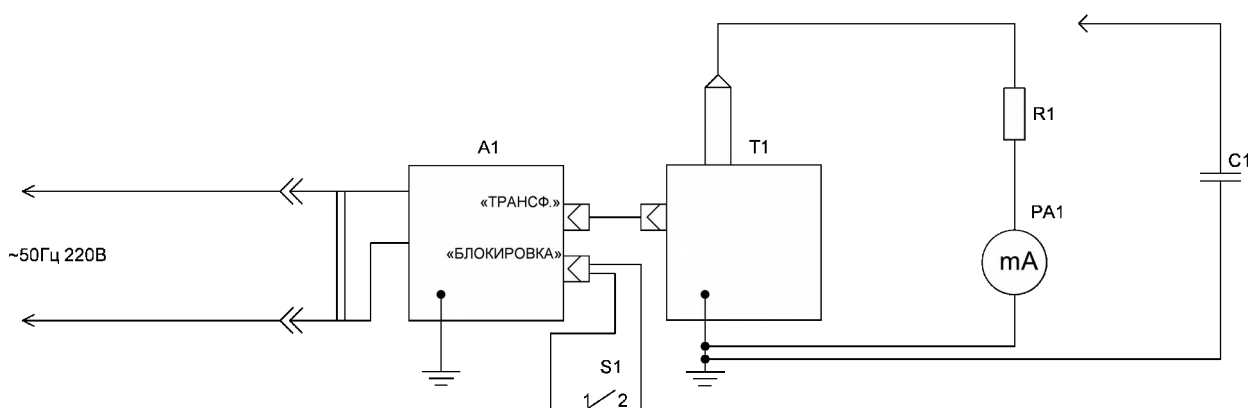 A1
T1
R1
C1
«ТРАНСФ.»
PA1
~50Гц 220В
«БЛОКИРОВКА»
mA
S1
1 2